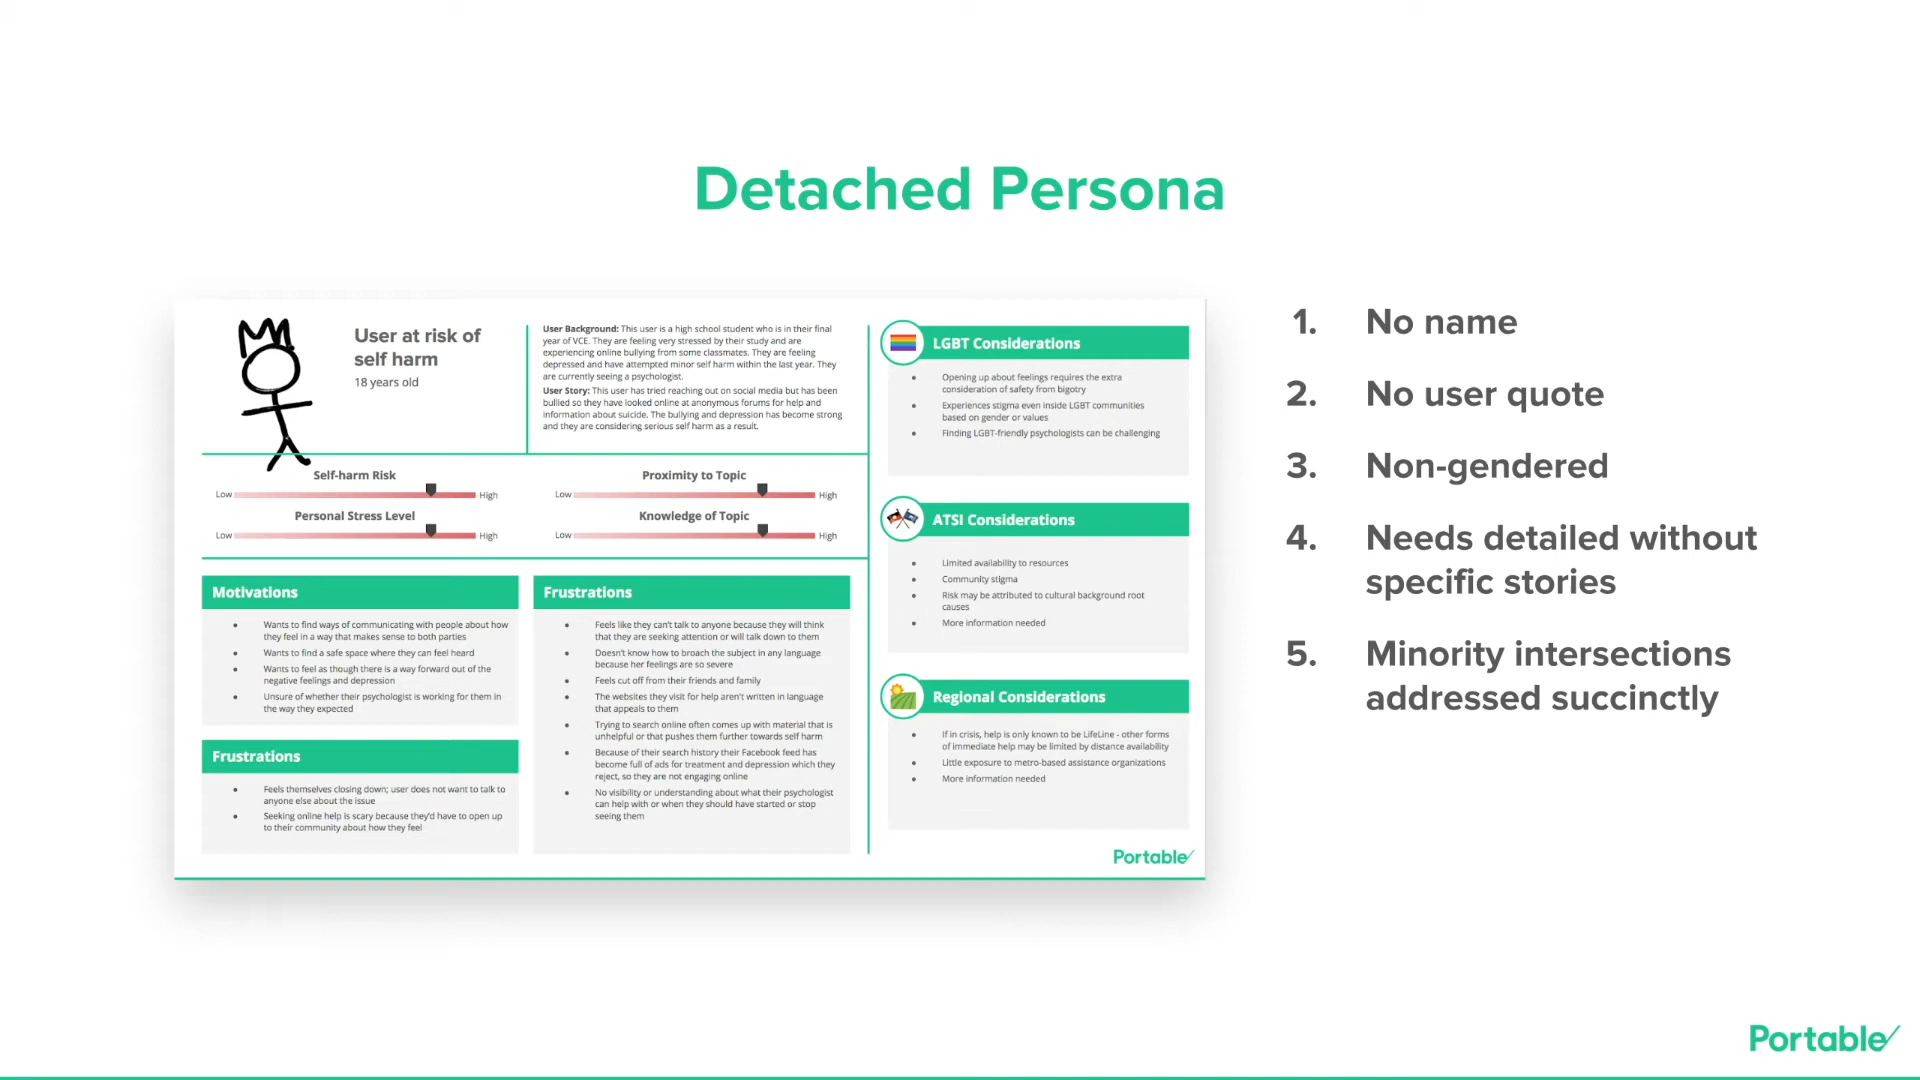 Detached Persona
User at risk of
self harm
18 years old
User Background: This user is a high school student who is in their final
year of VCE. They are feeling very stressed by their study and are
experiencing online bullying from some classmates. They are feeling
depressed and have attempted minor self harm within the last year. They
are currently seeing a psychologist.
User Story: This user has tried reaching out on social media but has been
bullied so they have looked online at anonymous forums for help and
information about suicide. The bullying and depression has become strong
and they are considering serious self harm as a result.
Self-harm Risk
Low
High
Proximity to Topic
Low
High
Personal Stress Level
Low
High
Knowledge of Topic
Low
High
Motivations
• Wants to find ways of communicating with people about how
they feel in a way that makes sense to both parties
• Wants to find a safe space where they can feel heard
• Wants to feel as though there is a way forward out of the
negative feelings and depression
• Unsure of whether their psychologist is working for them in
the way they expected
Frustrations
• Feels themselves closing down; user does not want to talk to
anyone else about the issue
• Seeking online help is scary because they'd have to open up
to their community about how they feel
Frustrations
• Feels like they can't talk to anyone because they will think
that they are seeking attention or will talk down to them
• Doesn't know how to broach the subject in any language
because her feelings are so severe
• Feels cut off from their friends and family
• The websites they visit for help aren't written in language
that appeals to them
• Trying to search online often comes up with material that is
unhelpful or that pushes them further towards self harm
• Because of their search history their Facebook feed has
become full of ads for treatment and depression which they
reject, so they are not engaging online
• No visibility or understanding about what their psychologist
can help with or when they should have started or stop
seeing them
LGBT Considerations
• Opening up about feelings requires the extra
consideration of safety from bigotry
• Experiences stigma even inside LGBT communities
based on gender or values
• Finding LGBT-friendly psychologists can be challenging
ATSI Considerations
• Limited availability to resources
• Community stigma
• Risk may be attributed to cultural background root
causes
• More information needed
Regional Considerations
• If in crisis, help is only known to be LifeLine - other forms
of immediate help may be limited by distance availability
• Little exposure to metro-based assistance organizations
• More information needed
Portable
1. No name
2. No user quote
3. Non-gendered
4. Needs detailed without
specific stories
5. Minority intersections
addressed succinctly
Portable